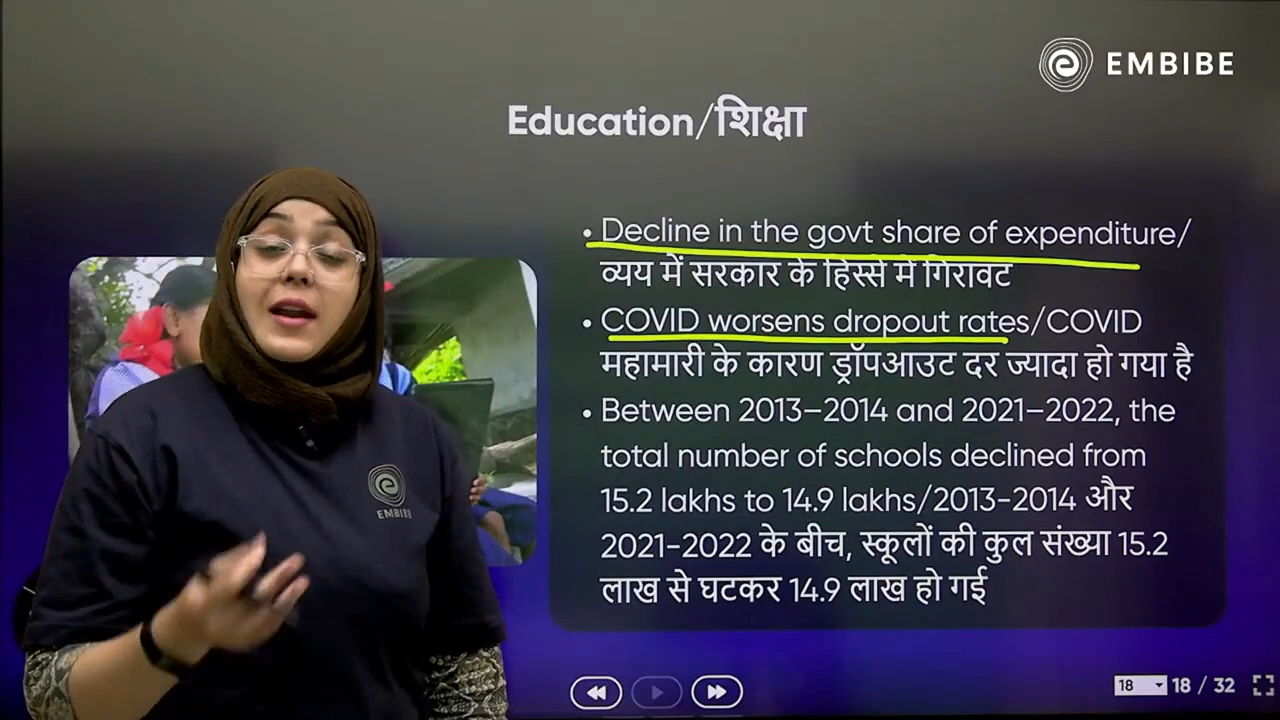 EMBIBE
Education/शिक्षा
• Decline in the govt share of expenditure/
व्यय में सरकार के हिस्से में गिरावट
• COVID worsens dropout rates/COVID
महामारी के कारण ड्रॉपआउट दर ज्यादा हो गया है
• Between 2013–2014 and 2021–2022, the
total number of schools declined from
15.2 lakhs to 14.9 lakhs/2013-2014 और
2021-2022 के बीच, स्कूलों की कुल संख्या 15.2
लाख से घटकर 14.9 लाख हो गई
EMBIBE
18 18 / 32